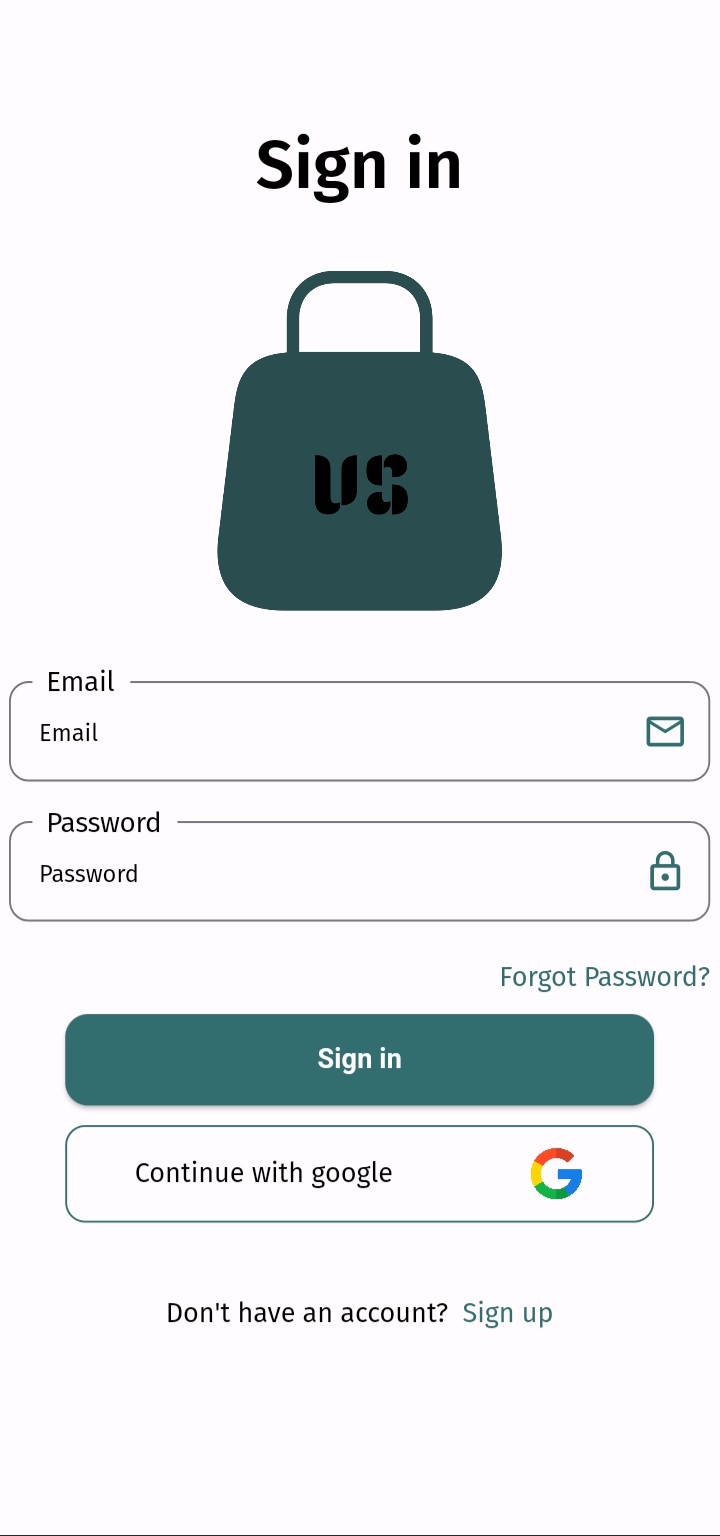 Sign in
US
Email
Email
Password
Password
Forgot Password?
Sign in
Continue with google
Don't have an account? Sign up